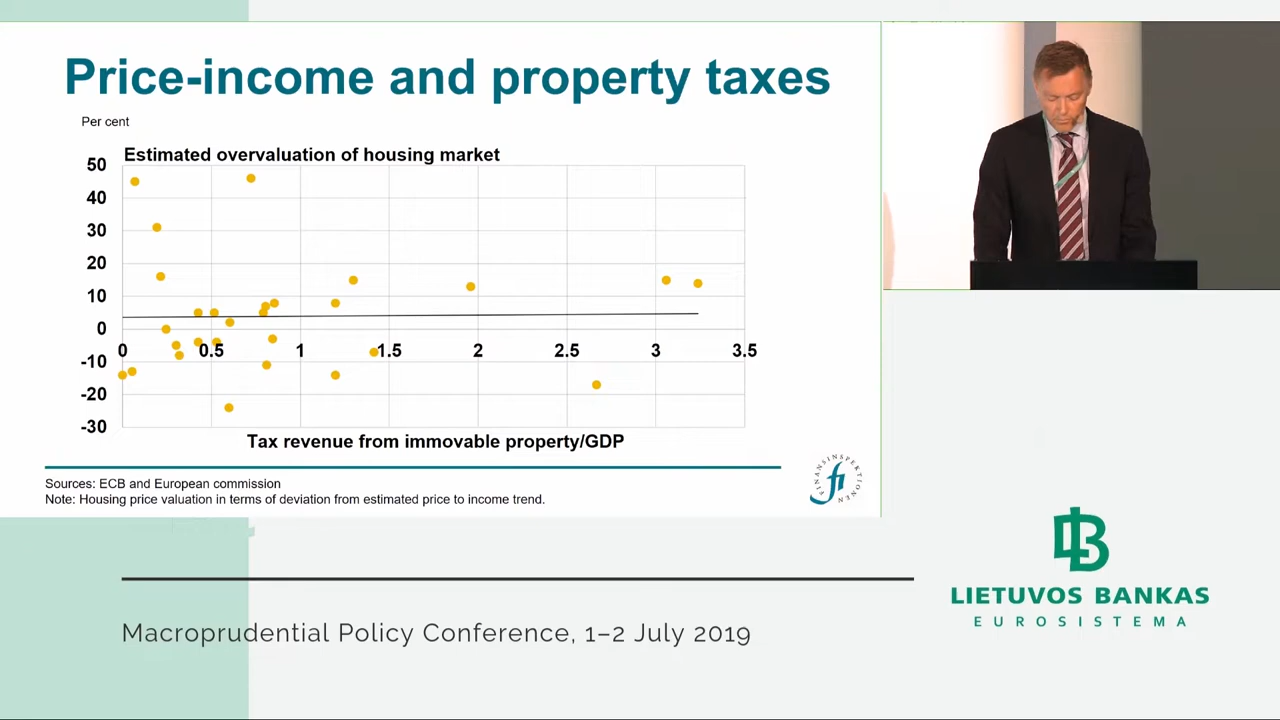 Price-income and property taxes
Per cent
Estimated overvaluation of housing market
50
40
30
20
10
0
-10
-20
-30
0 0.5 1 1.5 2 2.5 3 3.5
Tax revenue from immovable property/GDP
Sources: ECB and European commission
Note: Housing price valuation in terms of deviation from estimated price to income trend.
FINANSINSPEKTIONEN
fi
LIETUVOS BANKAS
EUROSISTEMA
Macroprudential Policy Conference, 1–2 July 2019